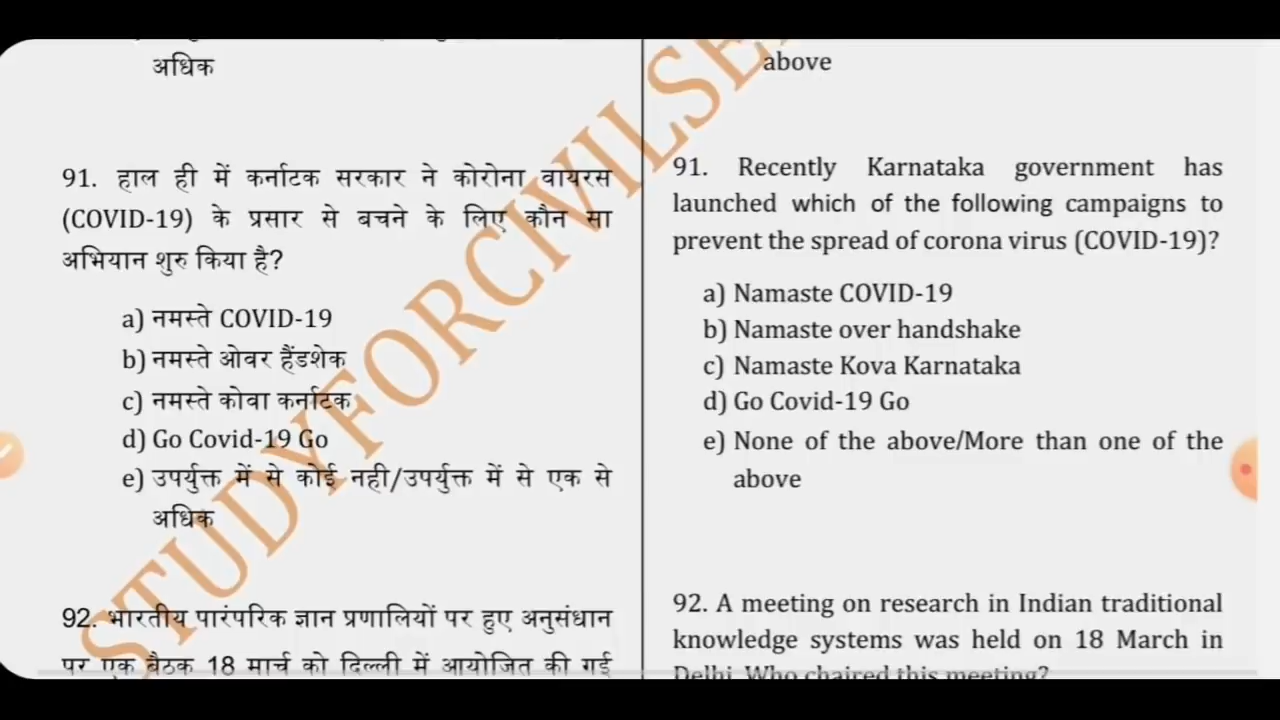 अधिक
91. हाल ही में कर्नाटक सरकार ने कोरोना वायरस
(COVID-19) के प्रसार से बचने के लिए कौन सा
अभियान शुरु किया है?
a) नमस्ते COVID-19
b) नमस्ते ओवर हैंडशेक
c) नमस्ते कोवा कर्नाटक
d) Go Covid-19 Go
e) उपर्युक्त में से कोई नही/उपर्युक्त में से एक से
अधिक
92. भारतीय पारंपरिक ज्ञान प्रणालियों पर हुए अनुसंधान
पर एक बैठक 18 मार्च को दिल्ली में आयोजित की गई
above
91. Recently Karnataka government has
launched which of the following campaigns to
prevent the spread of corona virus (COVID-19)?
a) Namaste COVID-19
b) Namaste over handshake
c) Namaste Kova Karnataka
d) Go Covid-19 Go
e) None of the above/More than one of the
above
92. A meeting on research in Indian traditional
knowledge systems was held on 18 March in
Delhi. Who chaired this meeting?
STUDYFORCIVILSE